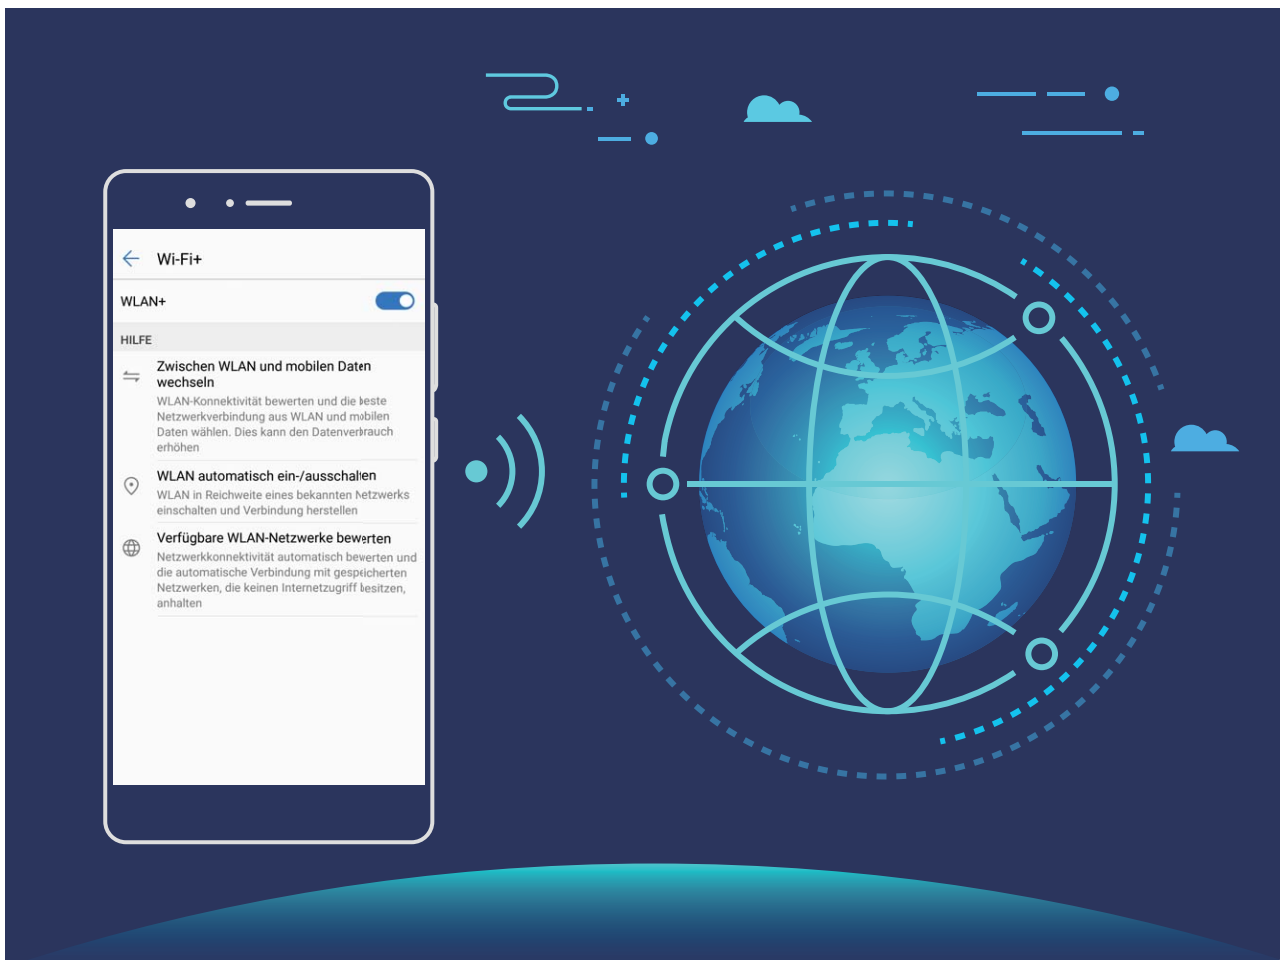 Wi-Fi+
WLAN+
HILFE
Zwischen WLAN und mobilen Daten
wechseln
WLAN-Konnektivität bewerten und die beste
Netzwerkverbindung aus WLAN und mobilen
Daten wählen. Dies kann den Datenverbrauch
erhöhen
WLAN automatisch ein-/ausschalten
WLAN in Reichweite eines bekannten Netzwerks
einschalten und Verbindung herstellen
Verfügbare WLAN-Netzwerke bewerten
Netzwerkkonnektivität automatisch bewerten und
die automatische Verbindung mit gespeicherten
Netzwerken, die keinen Internetzugriff besitzen,
anhalten